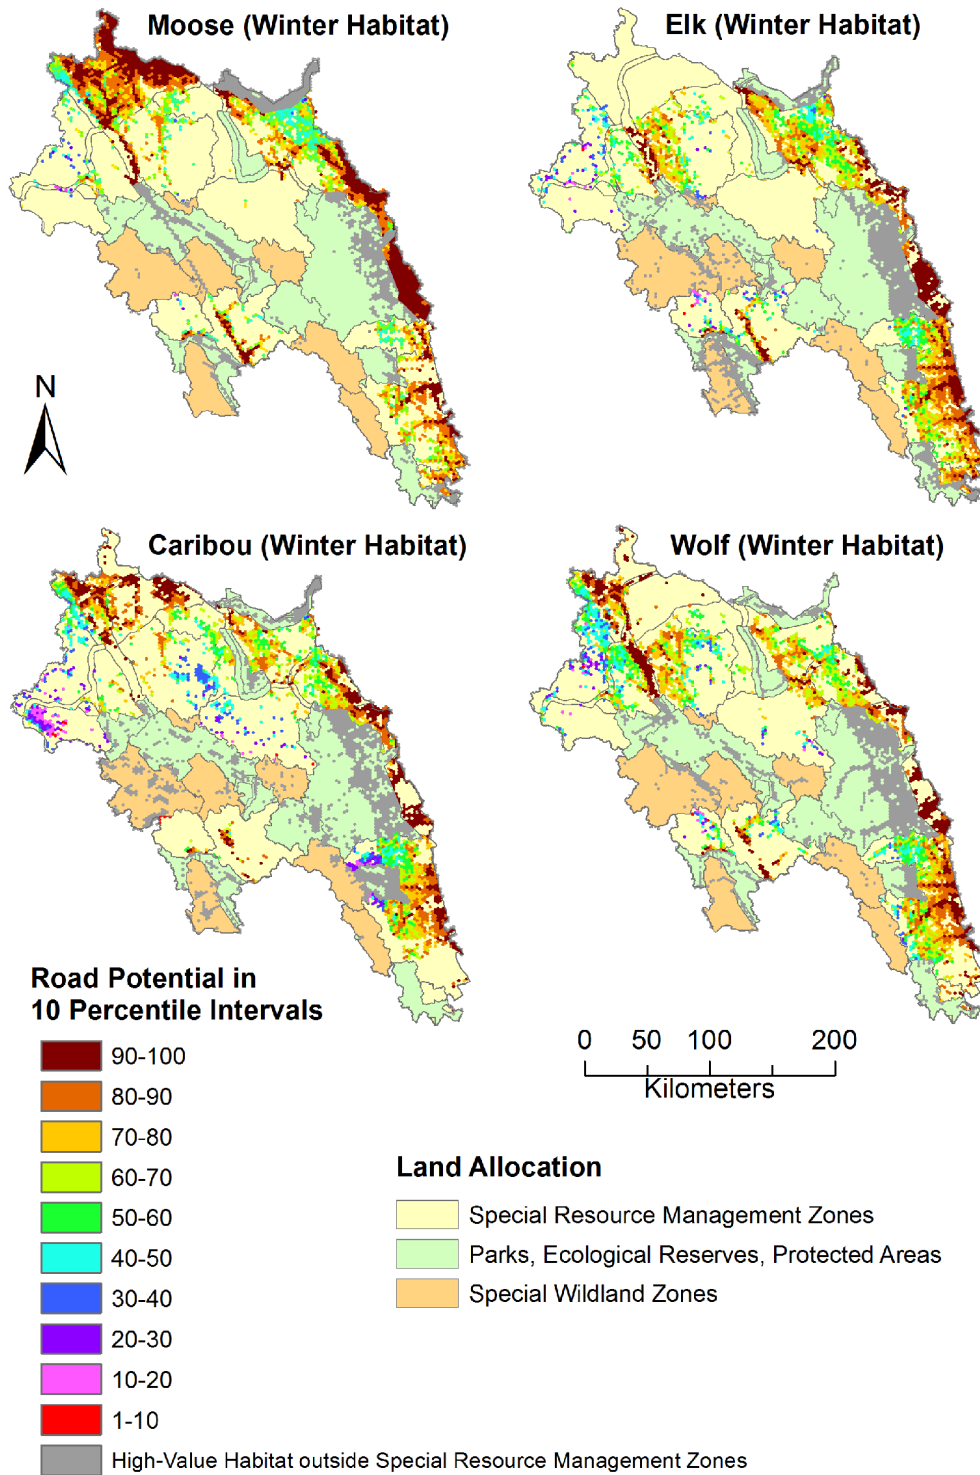 Moose (Winter Habitat)
Elk (Winter Habitat)
N
Caribou (Winter Habitat)
Wolf (Winter Habitat)
Road Potential in
10 Percentile Intervals
90-100
80-90
70-80
60-70
50-60
40-50
30-40
20-30
10-20
1-10
High-Value Habitat outside Special Resource Management Zones
0 50 100 200
Kilometers
Land Allocation
Special Resource Management Zones
Parks, Ecological Reserves, Protected Areas
Special Wildland Zones